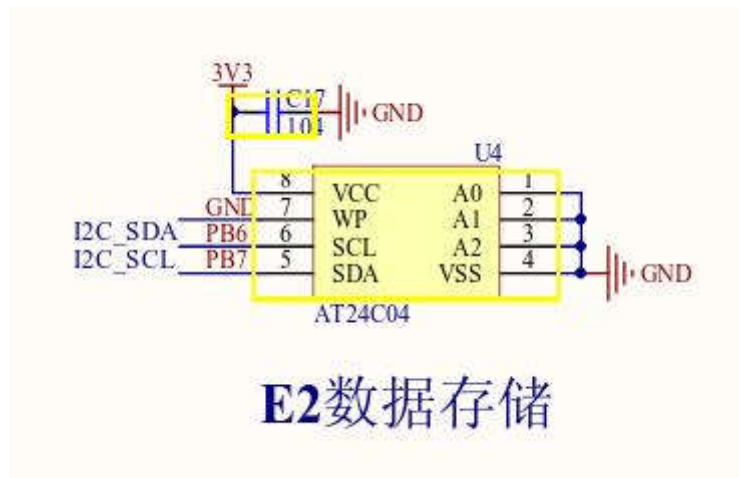 3V3
C17
104
GND
U4
8 VCC A0 1
GND 7 WP A1 2
I2C_SDA PB6 6 SCL A2 3
I2C_SCL PB7 5 SDA VSS 4
GND
AT24C04
E2数据存储